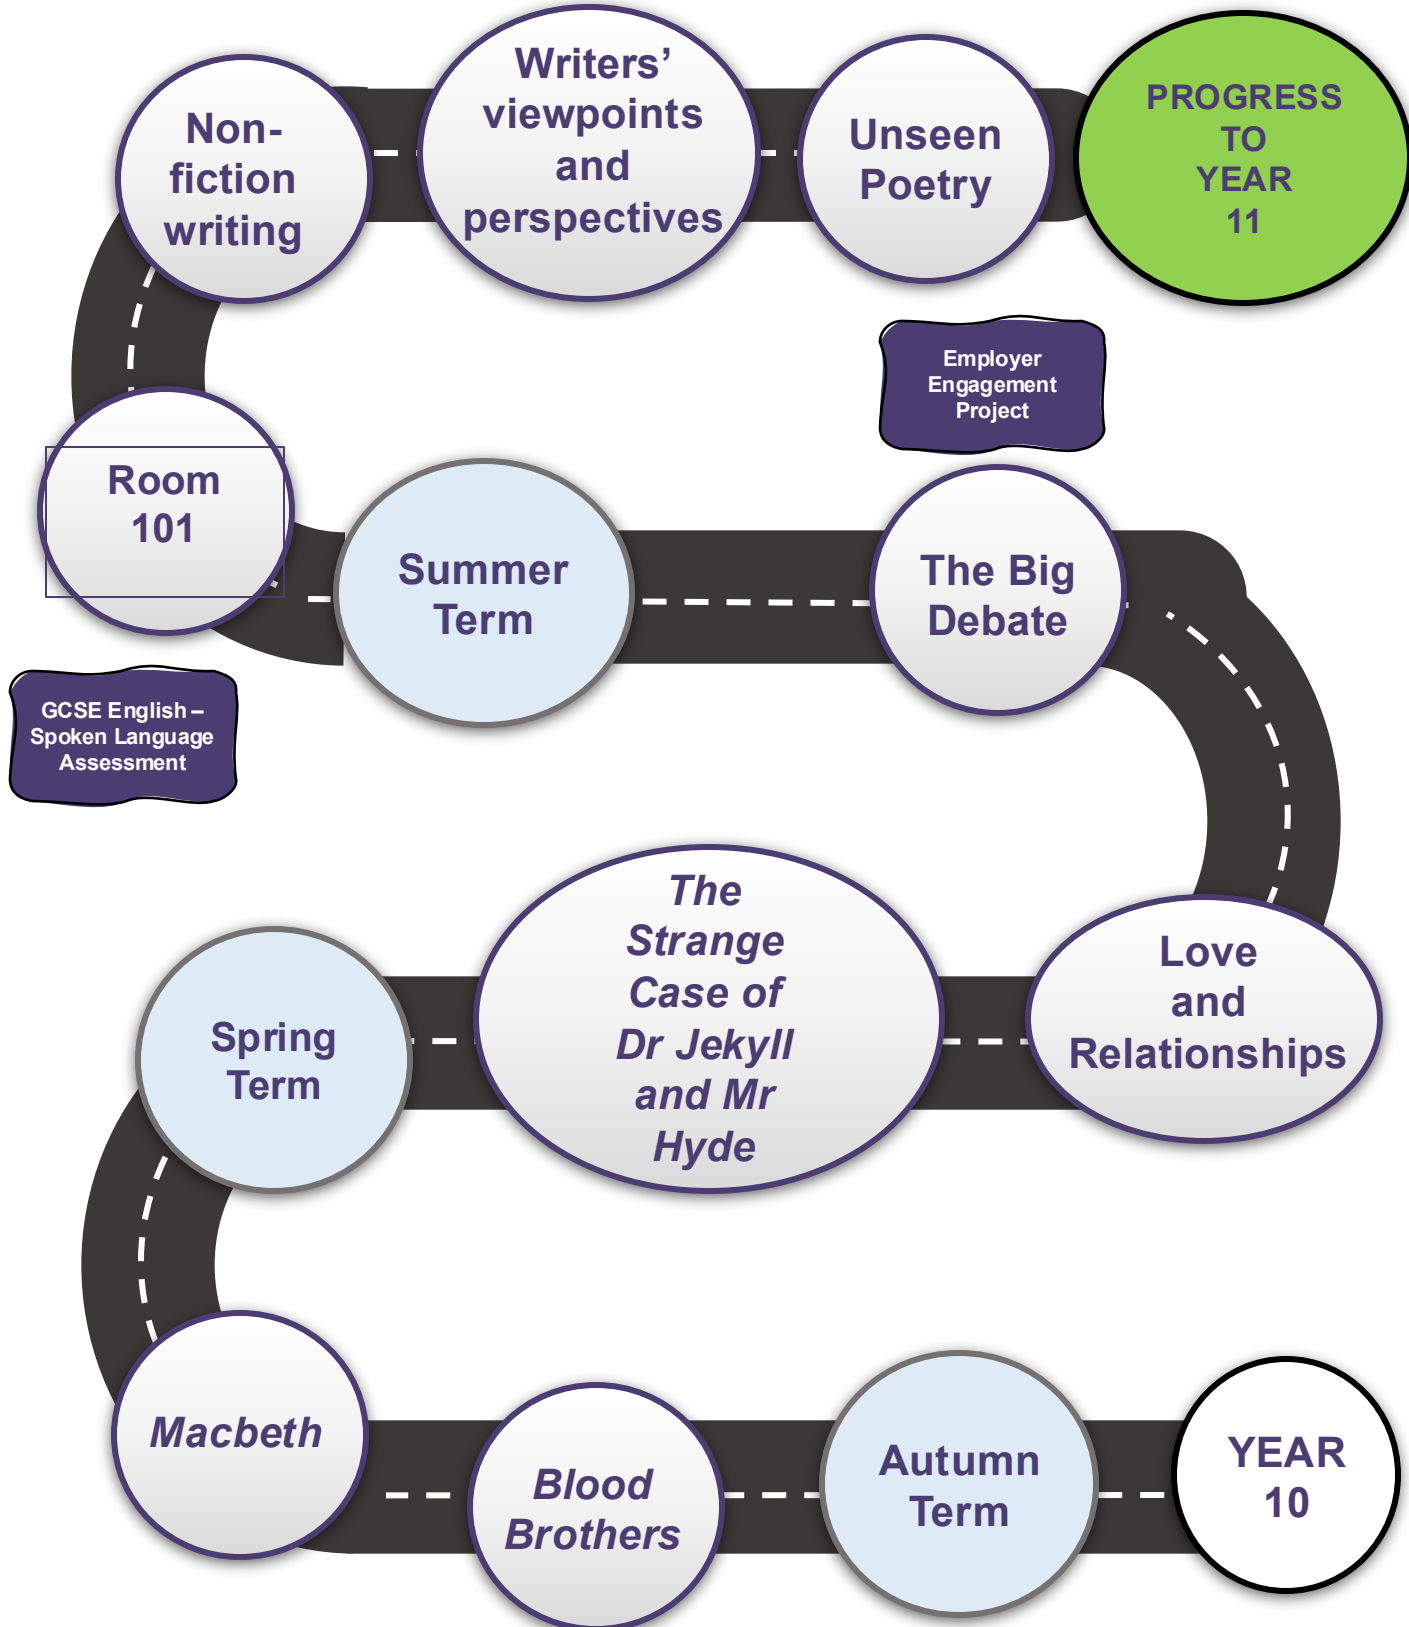 Non-
fiction
writing
Writers’
viewpoints
and
perspectives
Unseen
Poetry
PROGRESS
TO
YEAR
11
Employer
Engagement
Project
Room
101
Summer
Term
The Big
Debate
GCSE English –
Spoken Language
Assessment
Spring
Term
The
Strange
Case of
Dr Jekyll
and Mr
Hyde
Love
and
Relationships
Macbeth
Blood
Brothers
Autumn
Term
YEAR
10